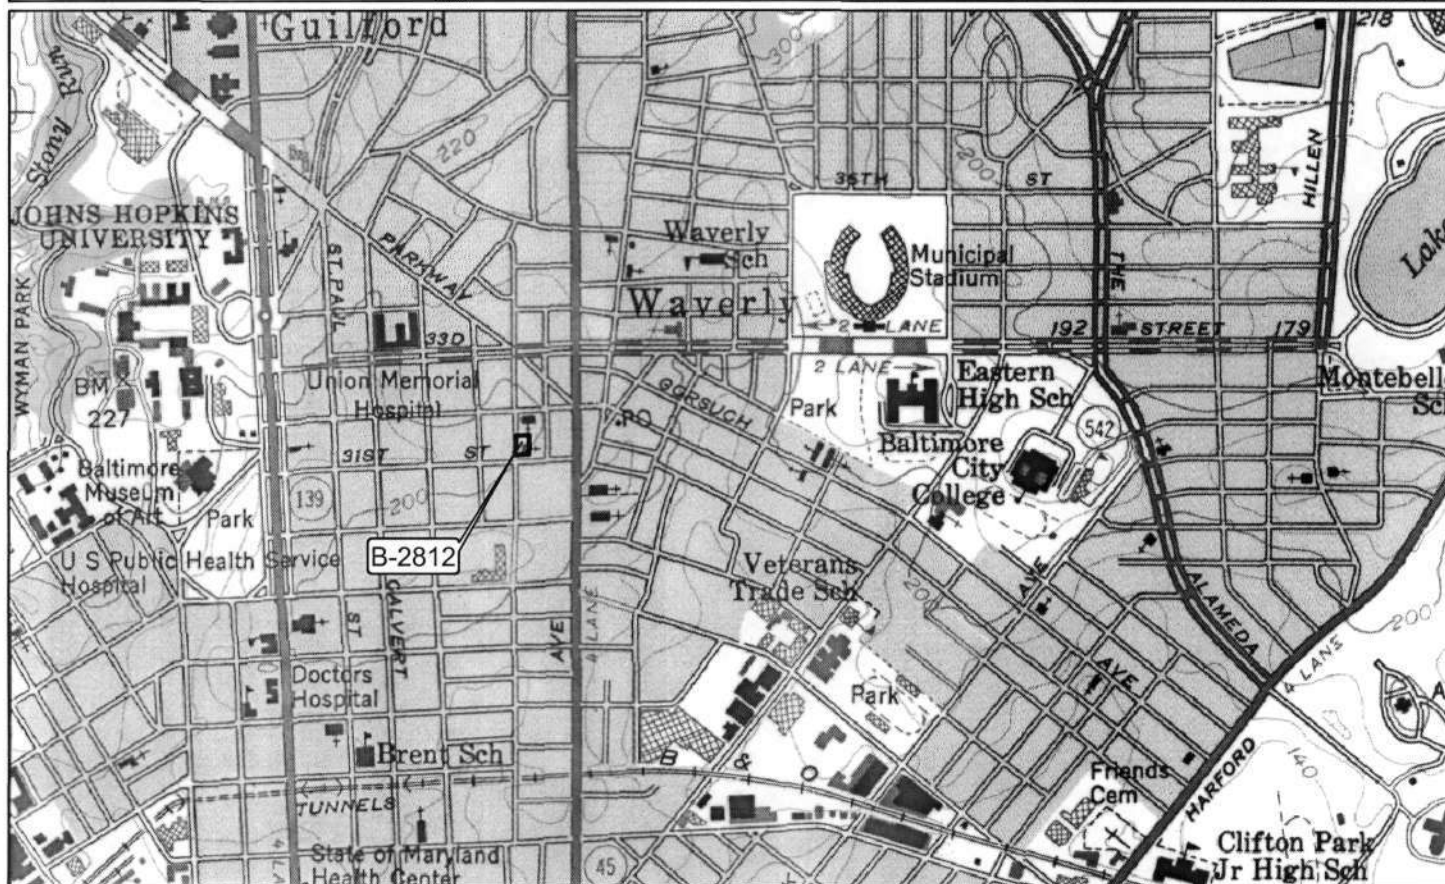 Guilford
218
Stony Run
300
220
200
35TH ST
HILLEN
JOHNS HOPKINS
UNIVERSITY
ST. PAUL
PARKWAY
Waverly
Sch
Municipal
Stadium
THE
Lake
Waverly
2 LANE
192
STREET
179
33D
WYMAN PARK
2 LANE
Union Memorial
Hospital
GORSUCH
Park
Eastern
High Sch
Montebell
Sch
BM
227
PO
542
31ST ST
Baltimore
City
College
Baltimore
Museum
of Art
139
200
Park
B-2812
U S Public Health Service
Hospital
Veterans
Trade Sch
200
AVE
ALAMEDA
ST
CALVERT
AVE
4 LANE
200
4 LANE
Doctors
Hospital
Park
AVE
Brent Sch
B & O
HARFORD
140
TUNNELS
Friends
Cem
State of Maryland
Health Center
45
4 LA
Clifton Park
Jr High Sch